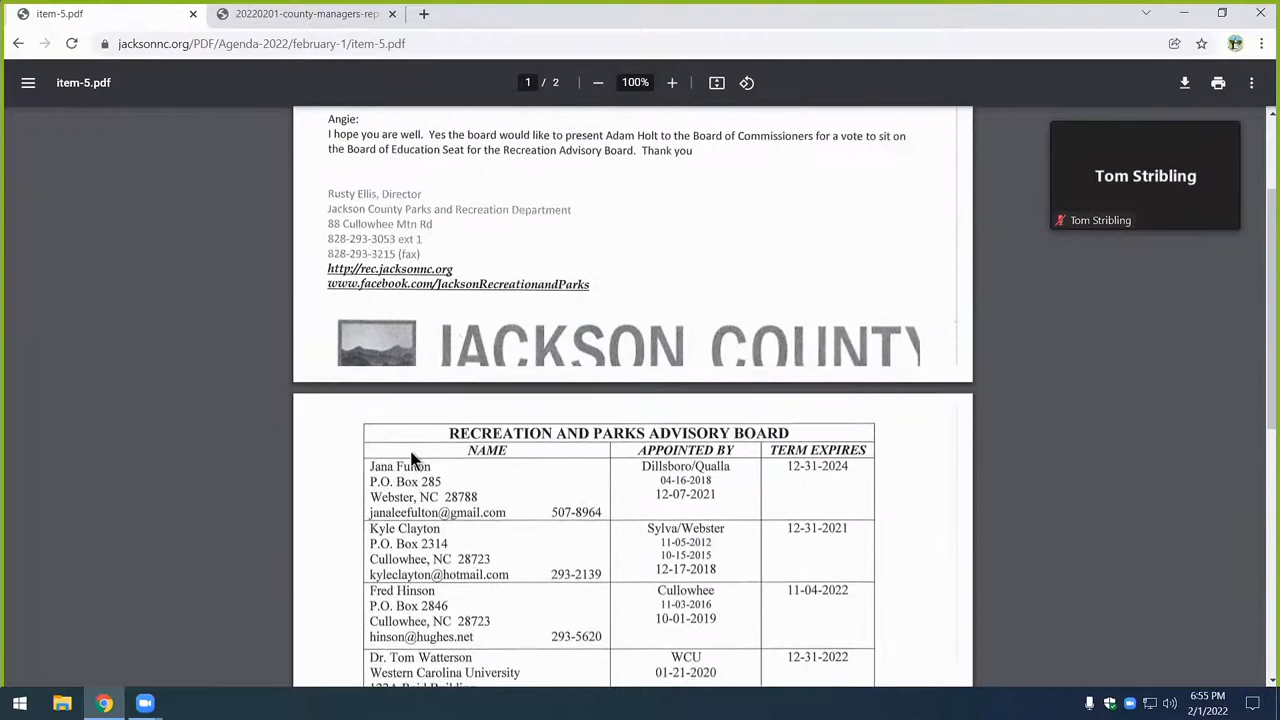 item-5.pdf
20220201-county-managers-rep
jacksonnc.org/PDF/Agenda-2022/february-1/item-5.pdf
item-5.pdf
1 / 2
100%
Angie:
I hope you are well. Yes the board would like to present Adam Holt to the Board of Commissioners for a vote to sit on
the Board of Education Seat for the Recreation Advisory Board. Thank you
Tom Stribling
Tom Stribling
Rusty Ellis, Director
Jackson County Parks and Recreation Department
88 Cullowhee Mtn Rd
828-293-3053 ext 1
828-293-3215 (fax)
http://rec.jacksonnc.org
www.facebook.com/JacksonRecreationandParks
JACKSON COUNTY
RECREATION AND PARKS ADVISORY BOARD
NAME APPOINTED BY TERM EXPIRES
Jana Fulton Dillsboro/Qualla 12-31-2024
P.O. Box 285 04-16-2018
Webster, NC 28788 12-07-2021
janaleefulton@gmail.com 507-8964
Kyle Clayton Sylva/Webster 12-31-2021
P.O. Box 2314 11-05-2012
Cullowhee, NC 28723 10-15-2015
kyleclayton@hotmail.com 293-2139 12-17-2018
Fred Hinson Cullowhee 11-04-2022
P.O. Box 2846 11-03-2016
Cullowhee, NC 28723 10-01-2019
hinson@hughes.net 293-5620
Dr. Tom Watterson WCU 12-31-2022
Western Carolina University 01-21-2020
6:55 PM
2/1/2022